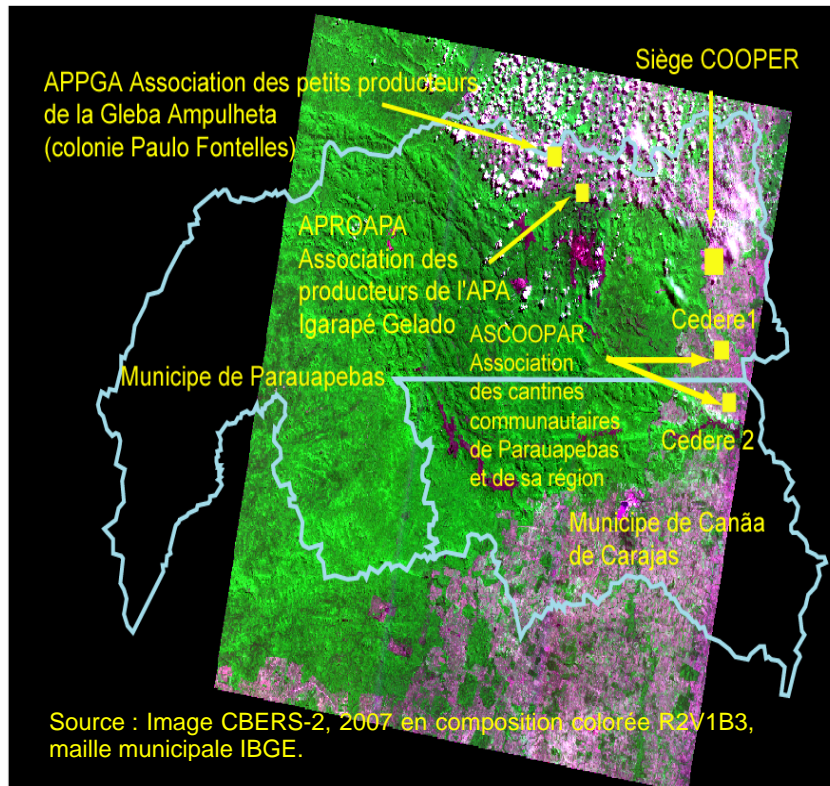 Siège COOPER
APPGA Association des petits producteurs
de la Gleba Ampulheta
(colonie Paulo Fontelles)
APROAPA
Association des
producteurs de l'APA
Igarapé Gelado
Cedere1
ASCOOPAR
Association
des cantines
communautaires
de Parauapebas
et de sa région
Municipe de Parauapebas
Cedere 2
Municipe de Canãa
de Carajas
Source : Image CBERS-2, 2007 en composition colorée R2V1B3,
maille municipale IBGE.